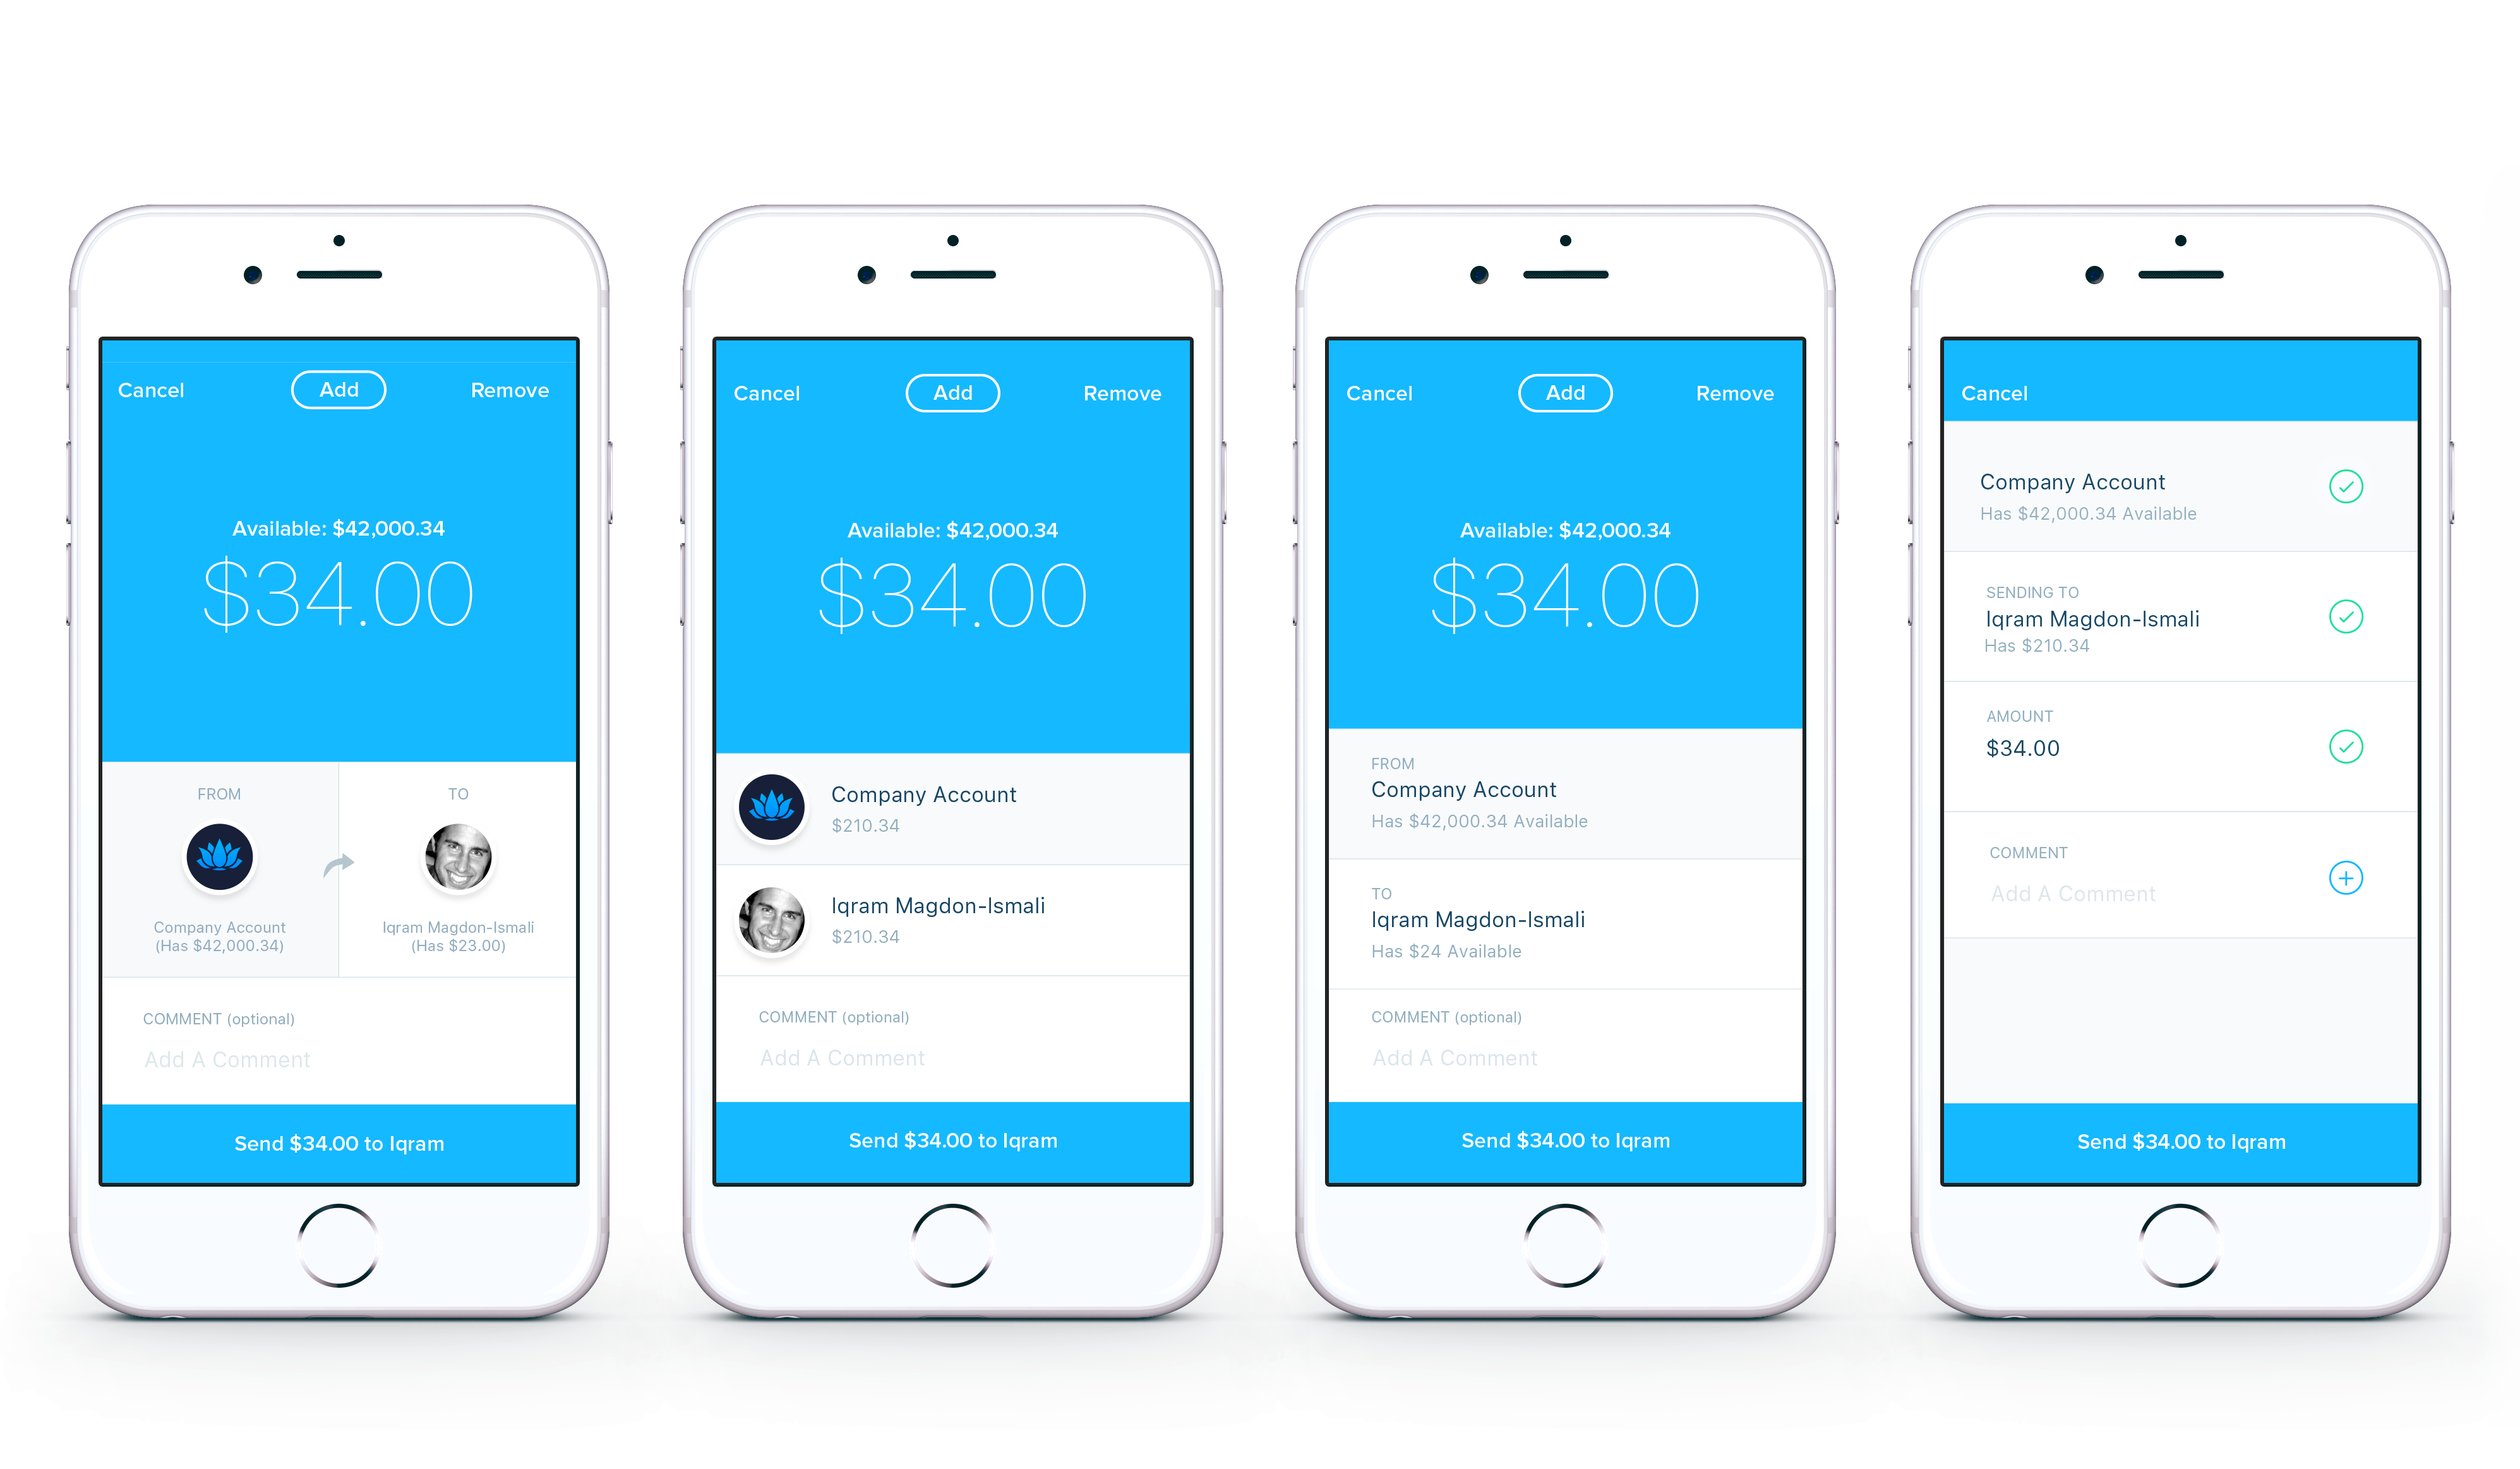 Cancel
Add
Remove
Available: $42,000.34
$34.00
FROM
Company Account
(Has $42,000.34)
TO
Iqram Magdon-Ismali
(Has $23.00)
COMMENT (optional)
Add A Comment
Send $34.00 to Iqram
Cancel
Add
Remove
Available: $42,000.34
$34.00
Company Account
$210.34
Iqram Magdon-Ismali
$210.34
COMMENT (optional)
Add A Comment
Send $34.00 to Iqram
Cancel
Add
Remove
Available: $42,000.34
$34.00
FROM
Company Account
Has $42,000.34 Available
TO
Iqram Magdon-Ismali
Has $24 Available
COMMENT (optional)
Add A Comment
Send $34.00 to Iqram
Cancel
Company Account
Has $42,000.34 Available
SENDING TO
Iqram Magdon-Ismali
Has $210.34
AMOUNT
$34.00
COMMENT
Add A Comment
Send $34.00 to Iqram